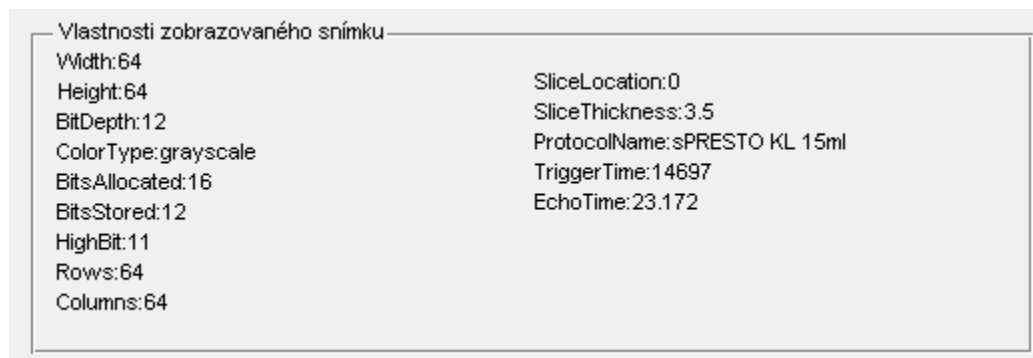 Vlastnosti zobrazovaného snímku
Width:64
Height:64
BitDepth:12
ColorType:grayscale
BitsAllocated:16
BitsStored:12
HighBit:11
Rows:64
Columns:64
SliceLocation:0
SliceThickness:3.5
ProtocolName:sPRESTO KL 15ml
TriggerTime:14697
EchoTime:23.172